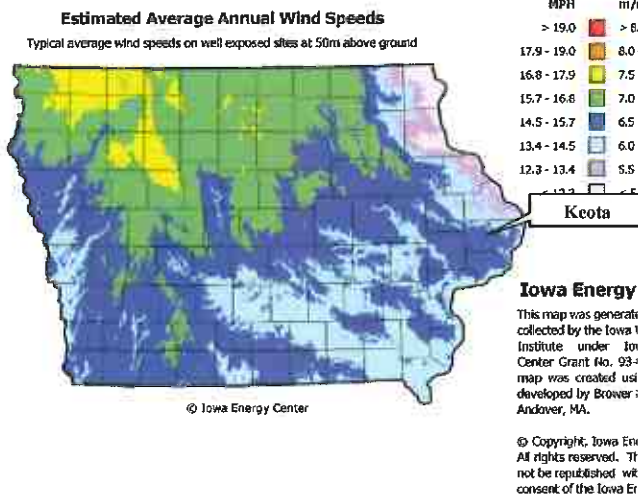 Estimated Average Annual Wind Speeds
Typical average wind speeds on well exposed sites at 50m above ground
© Iowa Energy Center
MPH
> 19.0 > 8.
17.9 - 19.0 8.0
16.8 - 17.9 7.5
15.7 - 16.8 7.0
14.5 - 15.7 6.5
13.4 - 14.5 6.0
12.3 - 13.4 5.5
Keota
Iowa Energy
This map was generate
collected by the Iowa
Institute under
Center Grant No. 93-
map was created usi
developed by Brower
Andover, MA.
© Copyright, Iowa Ene
All rights reserved. Th
not be republished wit
consent of the Iowa En